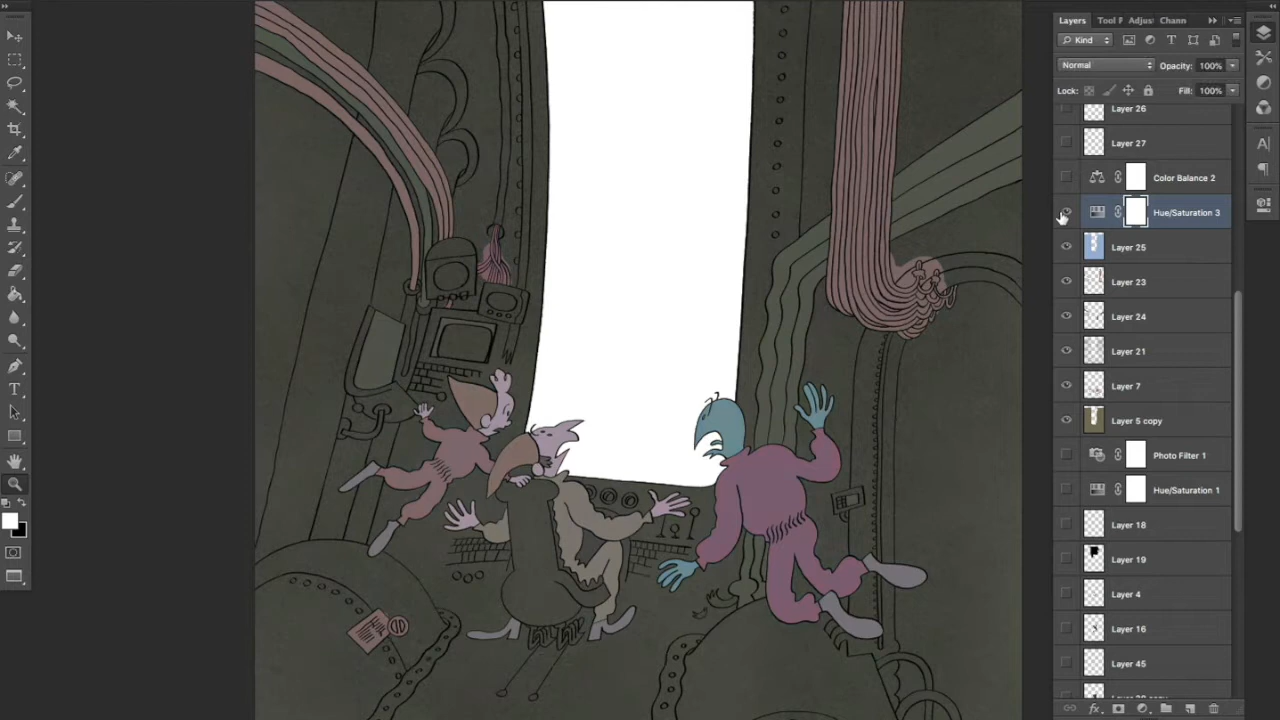 Layers Tool P Adjus Chann
Kind
Normal Opacity: 100%
Lock: Fill: 100%
Layer 26
Layer 27
Color Balance 2
Hue/Saturation 3
Layer 25
Layer 23
Layer 24
Layer 21
Layer 7
Layer 5 copy
Photo Filter 1
Hue/Saturation 1
Layer 18
Layer 19
Layer 4
Layer 16
Layer 45